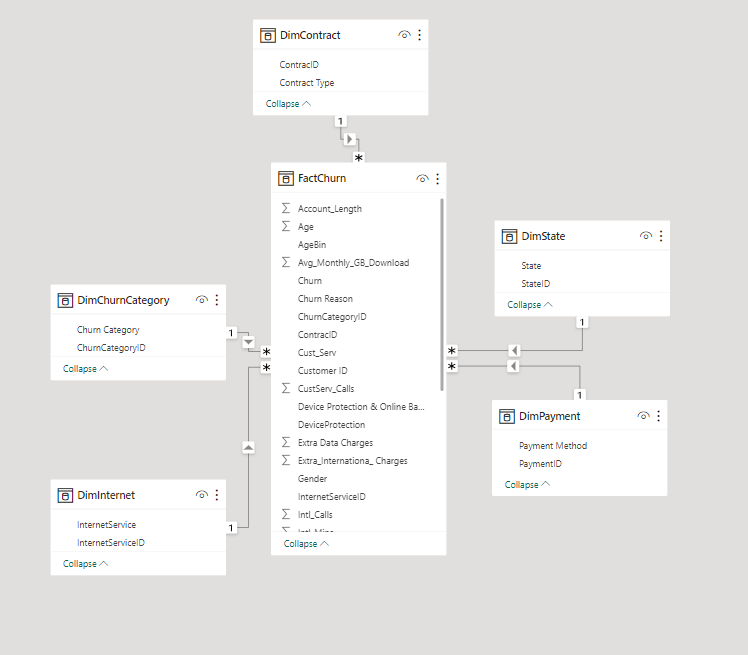 DimContract
ContracID
Contract Type
Collapse
1
*
FactChurn
Account_Length
Age
AgeBin
Avg_Monthly_GB_Download
Churn
Churn Reason
ChurnCategoryID
ContracID
Cust_Serv
Customer ID
CustServ_Calls
Device Protection & Online Ba...
DeviceProtection
Extra Data Charges
Extra_Internationa_ Charges
Gender
InternetServiceID
Intl_Calls
Collapse
DimChurnCategory
Churn Category
ChurnCategoryID
Collapse
1
*
DimInternet
InternetService
InternetServiceID
Collapse
1
*
DimState
State
StateID
Collapse
1
*
DimPayment
Payment Method
PaymentID
Collapse
1
*